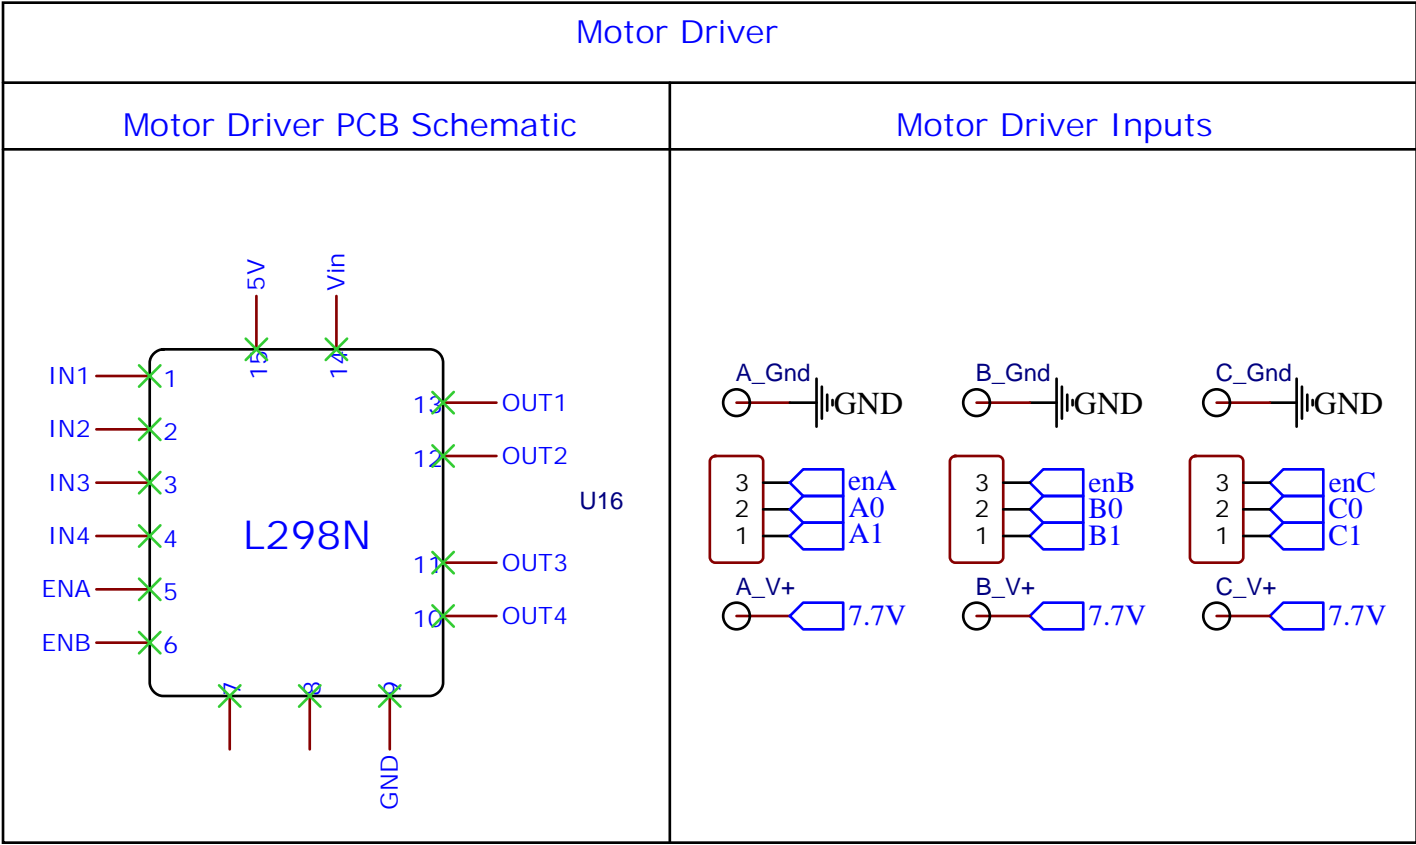 Motor Driver
Motor Driver PCB Schematic
Motor Driver Inputs
5V
Vin
15
14
IN1
1
IN2
2
IN3
3
IN4
4
ENA
5
ENB
6
13
OUT1
12
OUT2
U16
L298N
11
OUT3
10
OUT4
7
8
9
GND
A_Gnd
GND
3
enA
2
A0
1
A1
A_V+
7.7V
B_Gnd
GND
3
enB
2
B0
1
B1
B_V+
7.7V
C_Gnd
GND
3
enC
2
C0
1
C1
C_V+
7.7V